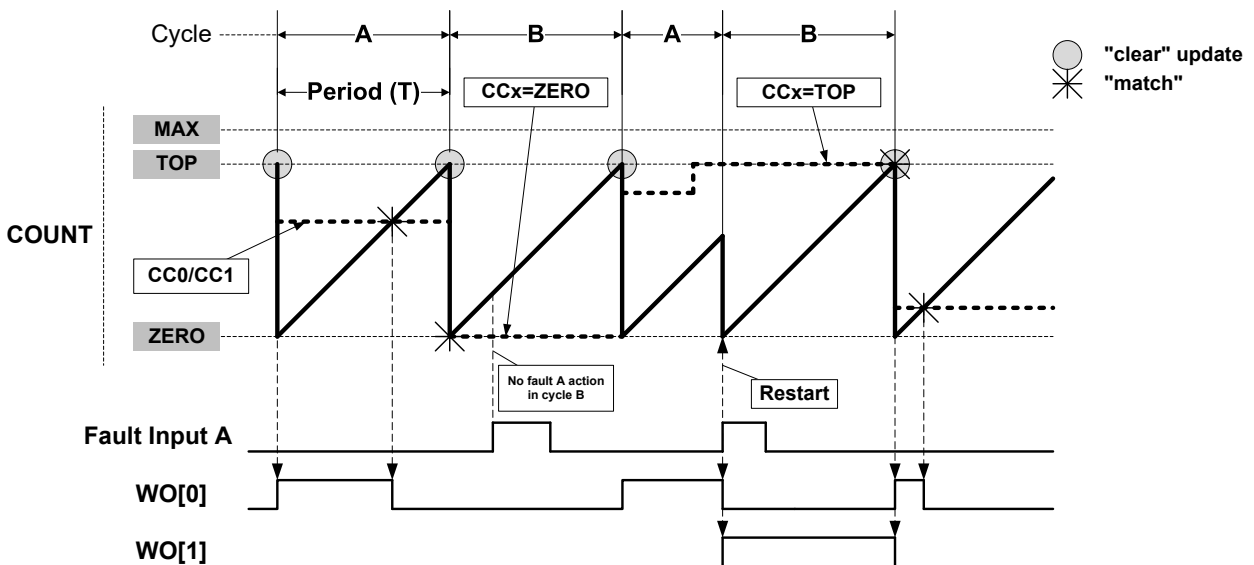 Cycle
A
B
A
B
"clear" update
"match"
Period (T)
CCx=ZERO
CCx=TOP
MAX
TOP
COUNT
CC0/CC1
ZERO
No fault A action
in cycle B
Restart
Fault Input A
WO[0]
WO[1]